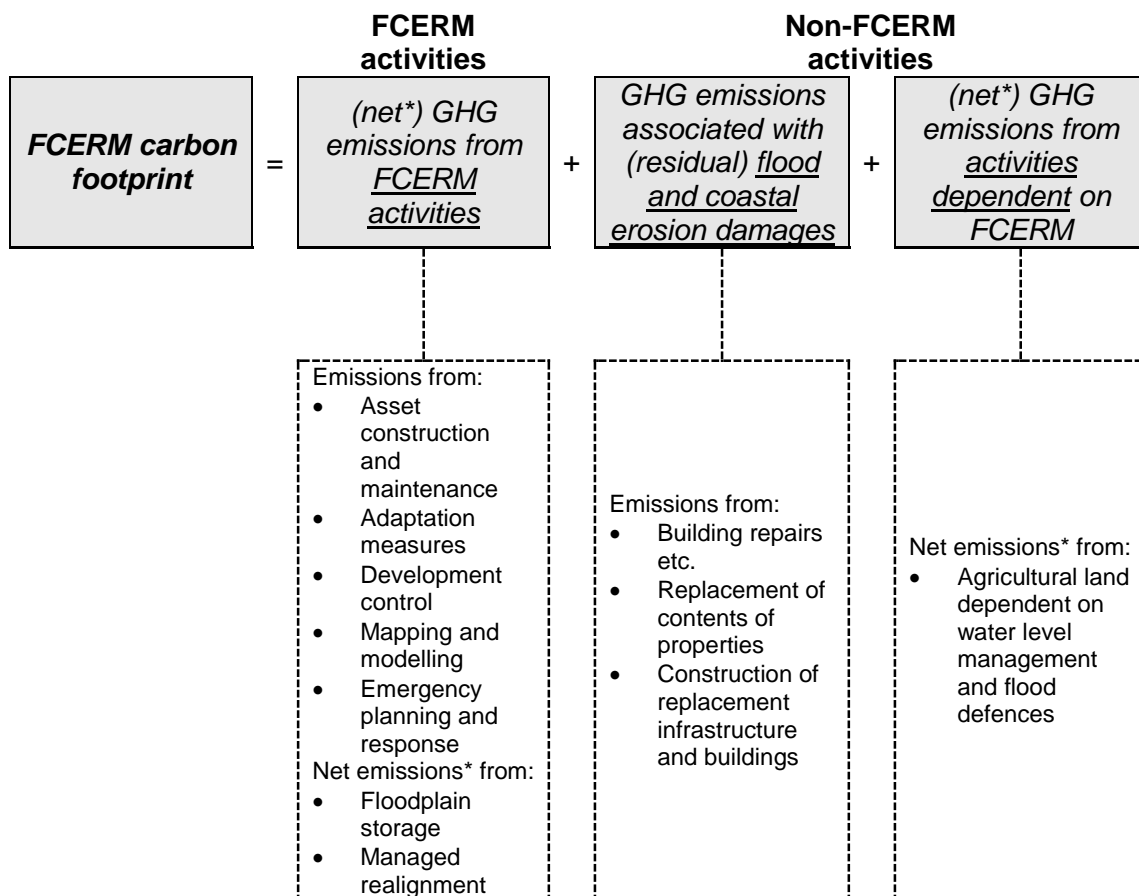 FCERM
activities
Non-FCERM
activities
FCERM carbon
footprint
=
(net*) GHG
emissions from
FCERM
activities
+
GHG emissions
associated with
(residual) flood
and coastal
erosion damages
+
(net*) GHG
emissions from
activities
dependent on
FCERM
Emissions from:
• Asset
construction
and
maintenance
• Adaptation
measures
• Development
control
• Mapping and
modelling
• Emergency
planning and
response
Net emissions* from:
• Floodplain
storage
• Managed
realignment
Emissions from:
• Building repairs
etc.
• Replacement of
contents of
properties
• Construction of
replacement
infrastructure
and buildings
Net emissions* from:
• Agricultural land
dependent on
water level
management
and flood
defences